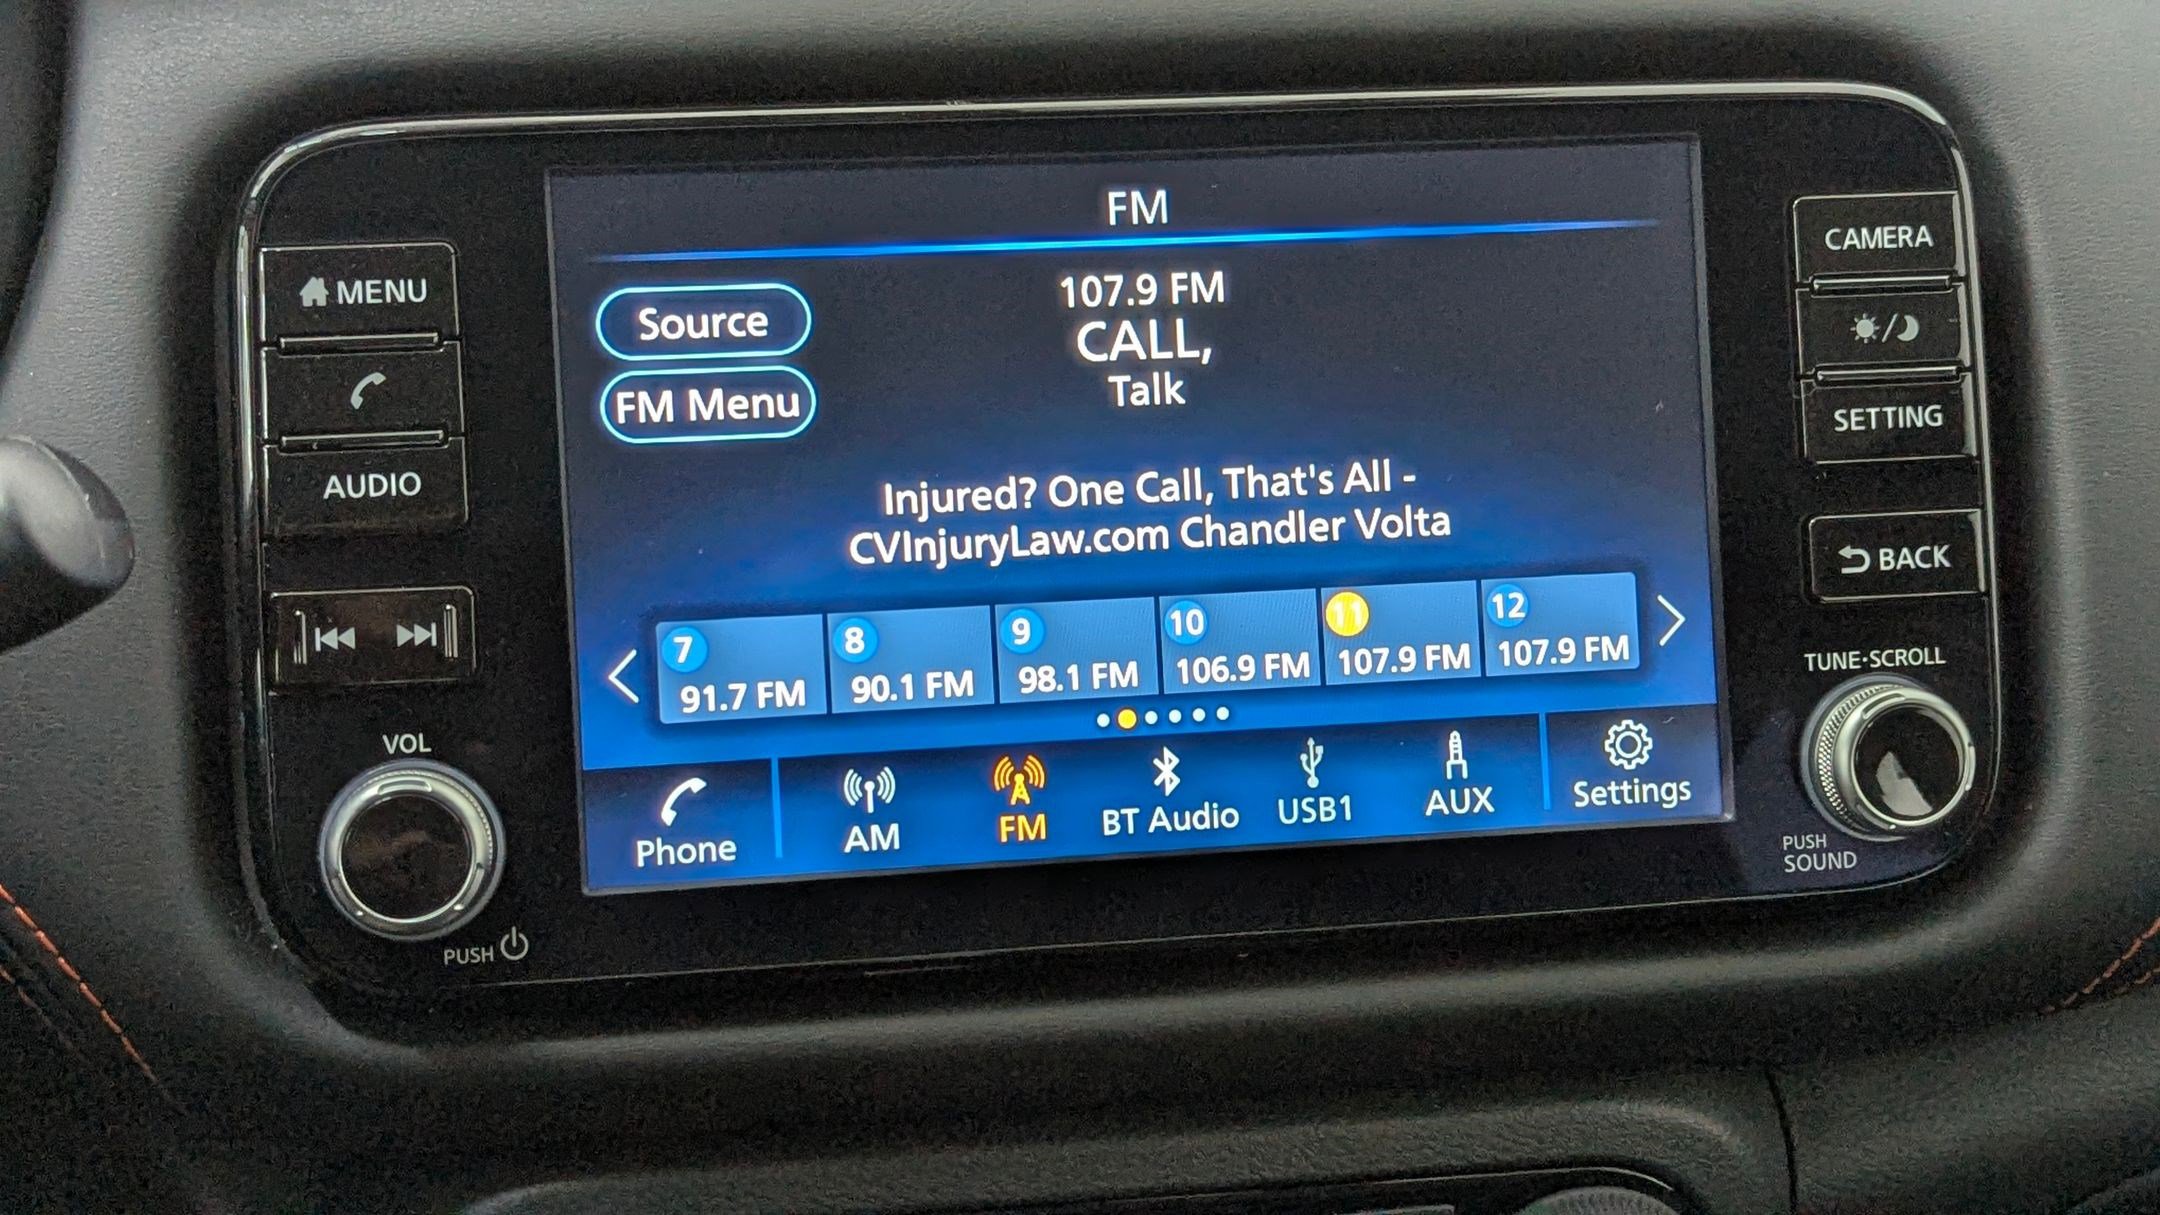 MENU
AUDIO
VOL
PUSH
FM
Source
FM Menu
107.9 FM
CALL,
Talk
Injured? One Call, That's All -
CVInjuryLaw.com Chandler Volta
7
91.7 FM
8
90.1 FM
9
98.1 FM
10
106.9 FM
11
107.9 FM
12
107.9 FM
Phone
AM
FM
BT Audio
USB1
AUX
Settings
CAMERA
SETTING
BACK
TUNE·SCROLL
PUSH
SOUND